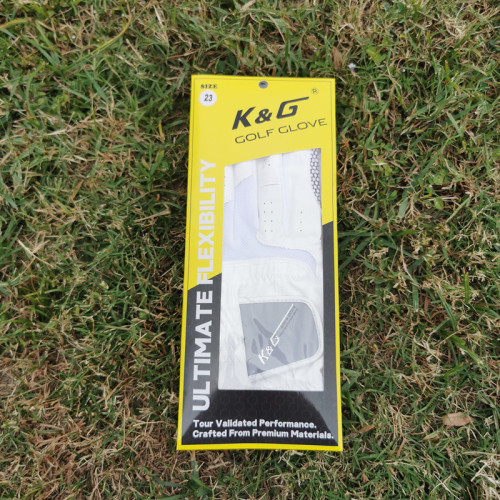 SIZE
23
K&G ®
GOLF GLOVE
ULTIMATE FLEXIBILITY
K&G
Tour Validated Performance.
Crafted From Premium Materials.